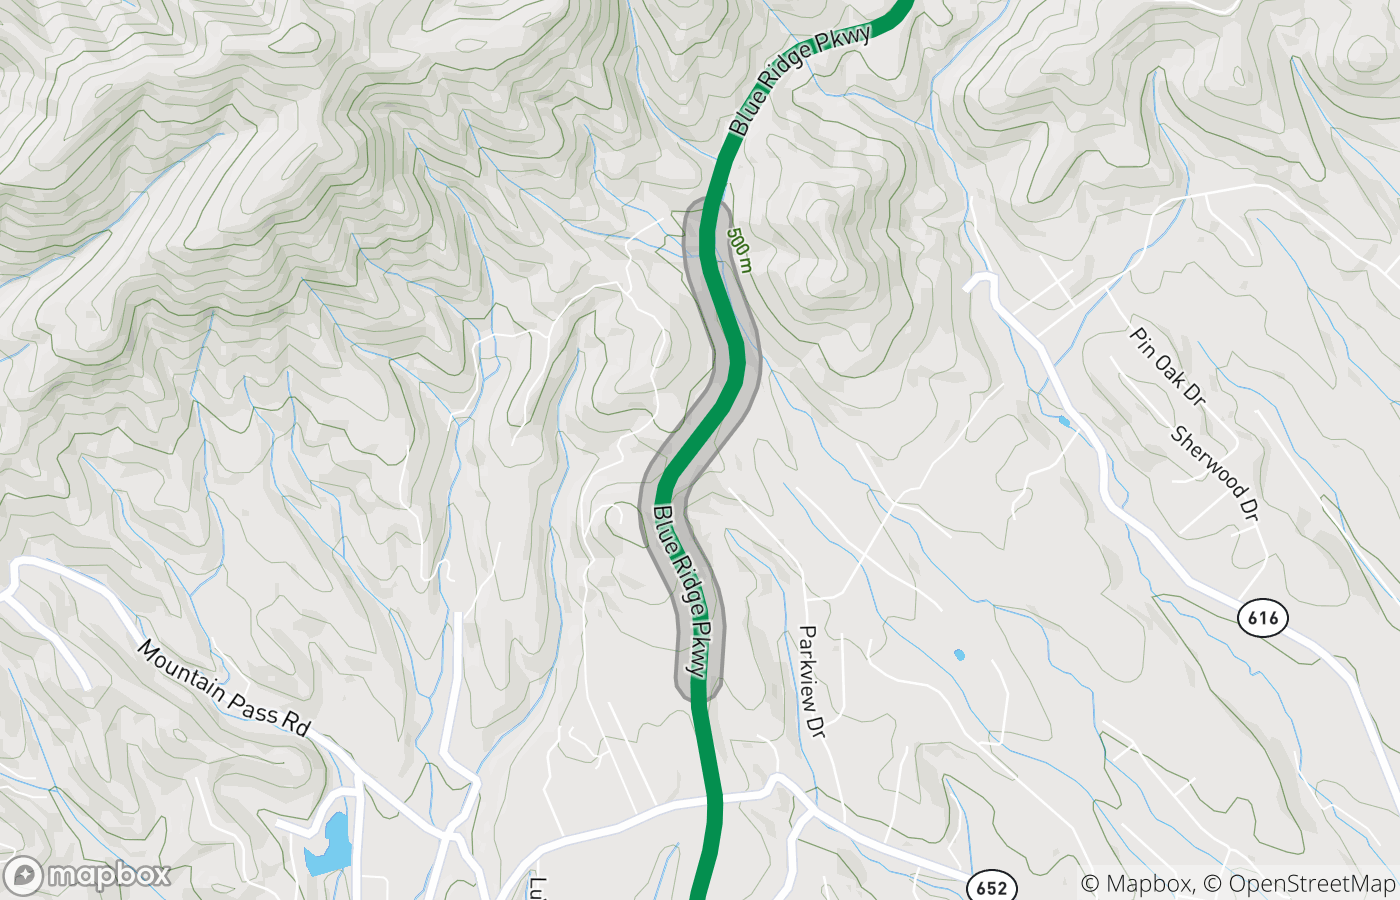 Blue Ridge Pkwy
500 m
Pin Oak Dr
Sherwood Dr
Blue Ridge Pkwy
616
Parkview Dr
Mountain Pass Rd
652
Lu
mapbox
© Mapbox, © OpenStreetMap